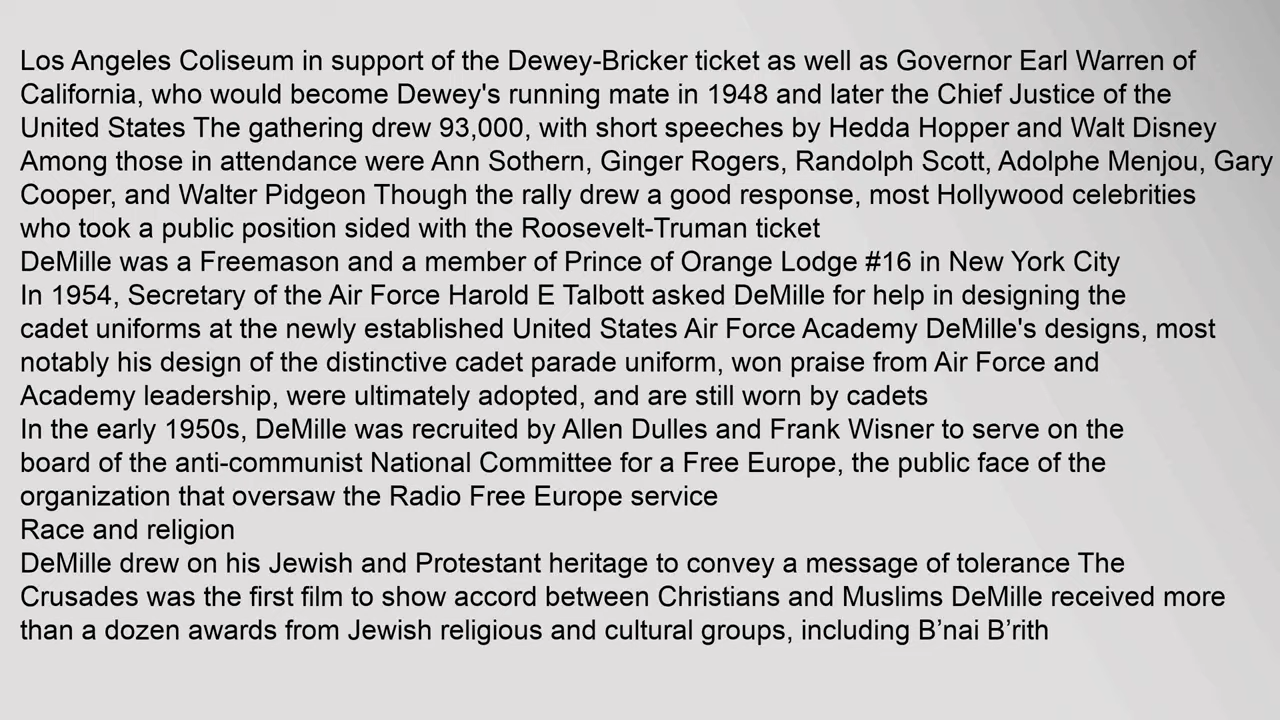 Los Angeles Coliseum in support of the Dewey-Bricker ticket as well as Governor Earl Warren of
California, who would become Dewey's running mate in 1948 and later the Chief Justice of the
United States The gathering drew 93,000, with short speeches by Hedda Hopper and Walt Disney
Among those in attendance were Ann Sothern, Ginger Rogers, Randolph Scott, Adolphe Menjou, Gary
Cooper, and Walter Pidgeon Though the rally drew a good response, most Hollywood celebrities
who took a public position sided with the Roosevelt-Truman ticket
DeMille was a Freemason and a member of Prince of Orange Lodge #16 in New York City
In 1954, Secretary of the Air Force Harold E Talbott asked DeMille for help in designing the
cadet uniforms at the newly established United States Air Force Academy DeMille's designs, most
notably his design of the distinctive cadet parade uniform, won praise from Air Force and
Academy leadership, were ultimately adopted, and are still worn by cadets
In the early 1950s, DeMille was recruited by Allen Dulles and Frank Wisner to serve on the
board of the anti-communist National Committee for a Free Europe, the public face of the
organization that oversaw the Radio Free Europe service
Race and religion
DeMille drew on his Jewish and Protestant heritage to convey a message of tolerance The
Crusades was the first film to show accord between Christians and Muslims DeMille received more
than a dozen awards from Jewish religious and cultural groups, including B’nai B’rith